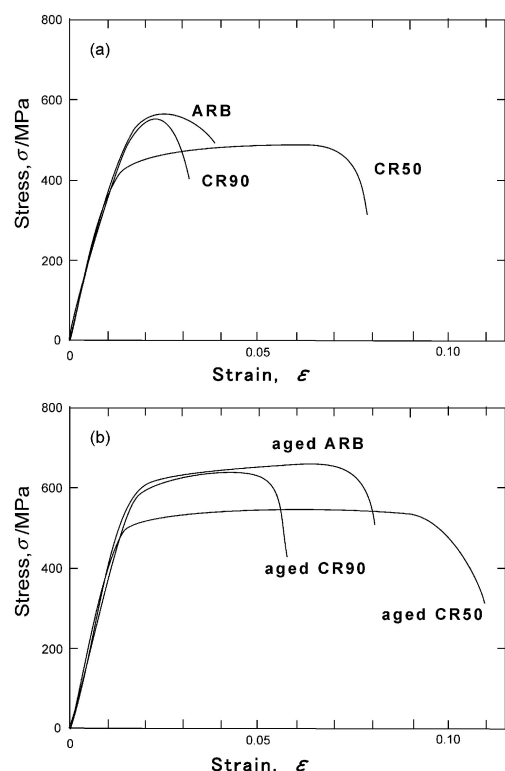 (a)
800
600
400
200
0
Stress, σ/MPa
ARB
CR90
CR50
0
0.05
0.10
Strain, ε
(b)
800
600
400
200
0
Stress, σ/MPa
aged ARB
aged CR90
aged CR50
0
0.05
0.10
Strain, ε